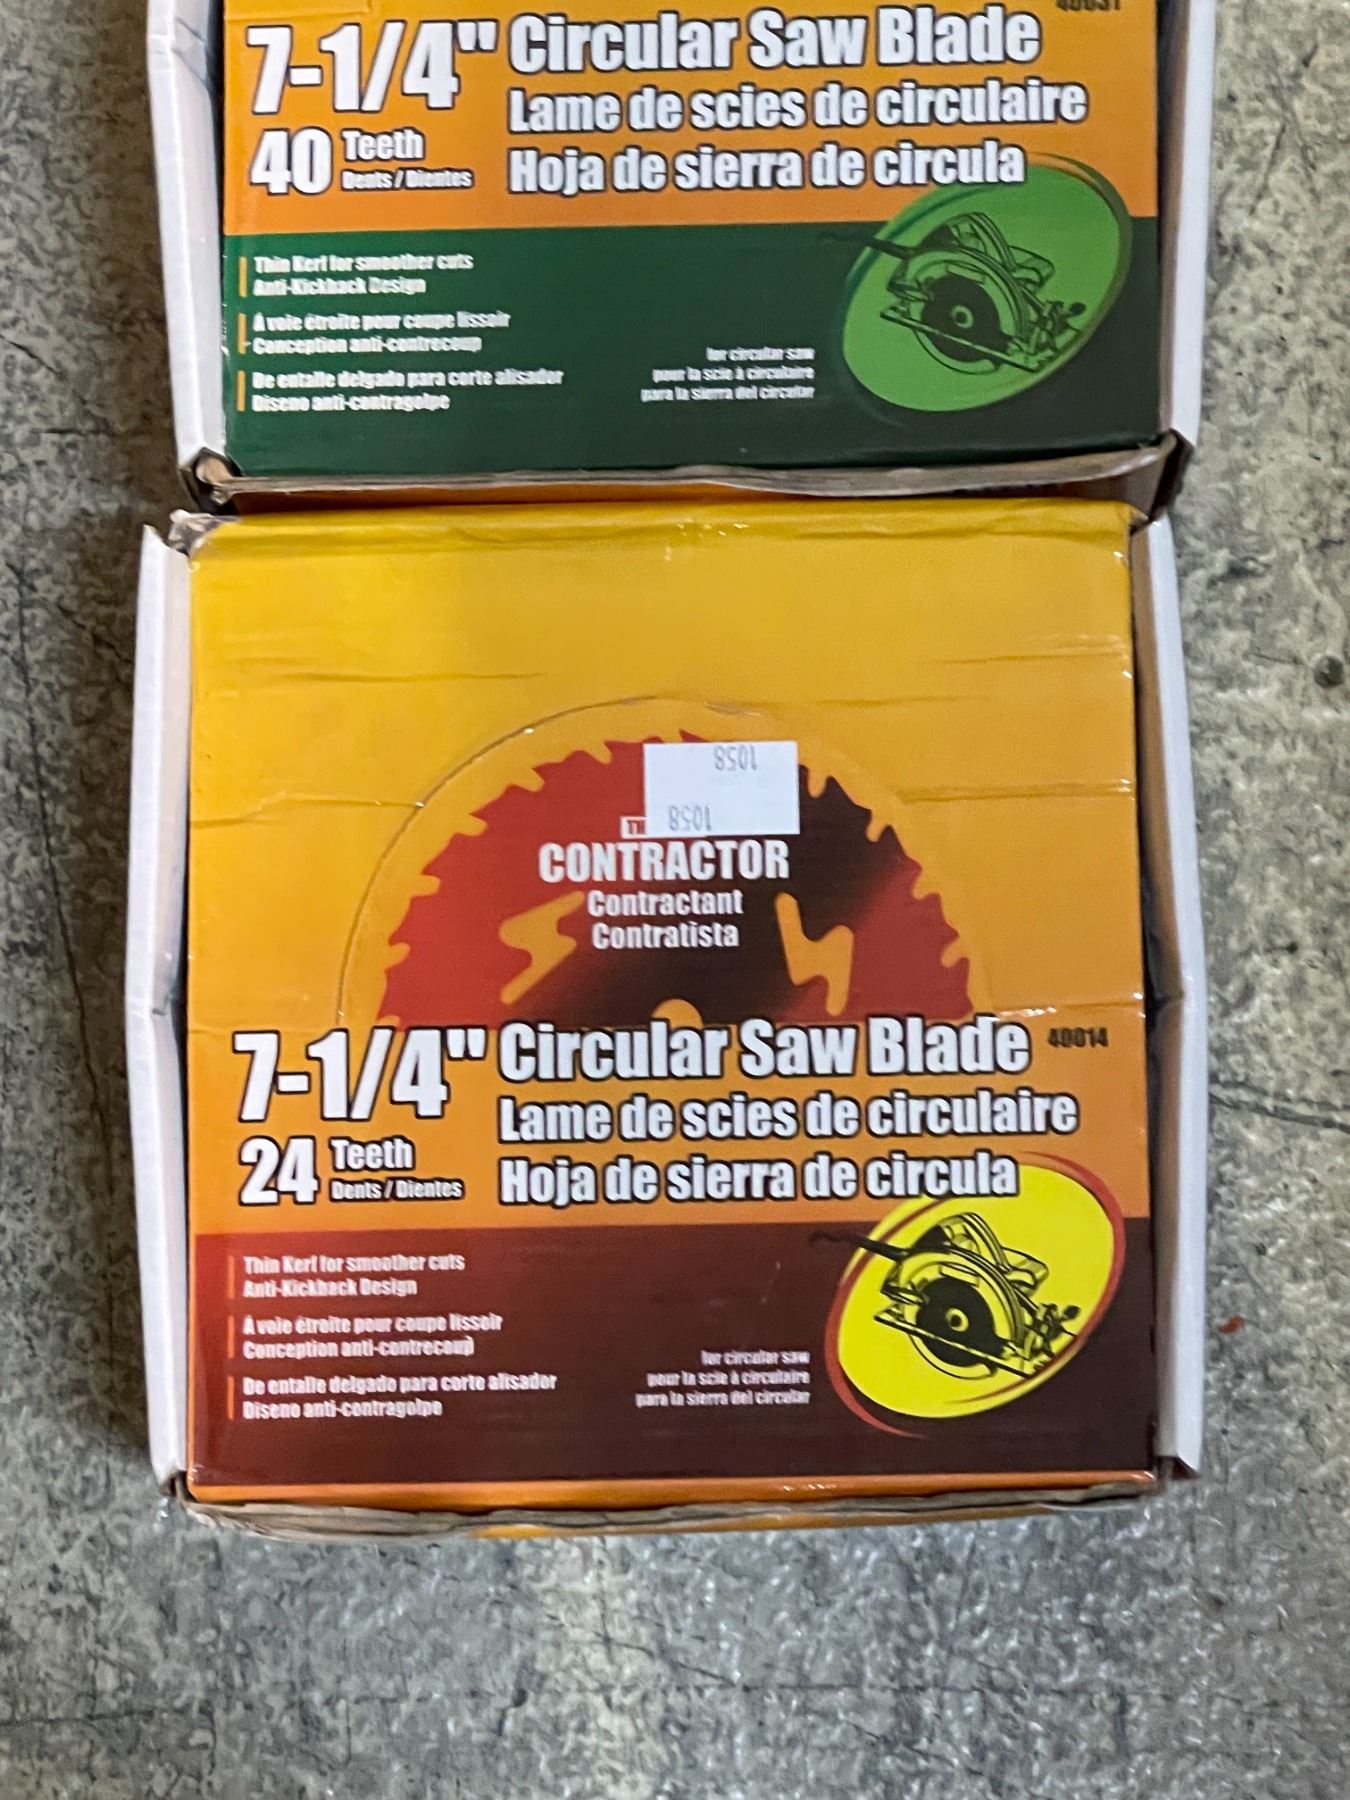 40031
7-1/4" Circular Saw Blade
Lame de scies de circulaire
40 Teeth
Dents / Dientes
Hoja de sierra de circula
Thin Kerf for smoother cuts
Anti-Kickback Design
À voie étroite pour coupe lissoir
Conception anti-contrecoup
De entalle delgado para corte alisador
Diseno anti-contragolpe
for circular saw
pour la scie à circulaire
para la sierra del circular
1058
1058
CONTRACTOR
Contractant
Contratista
7-1/4" Circular Saw Blade 40014
Lame de scies de circulaire
24 Teeth
Dents / Dientes
Hoja de sierra de circula
Thin Kerf for smoother cuts
Anti-Kickback Design
À voie étroite pour coupe lissoir
Conception anti-contrecoup
De entalle delgado para corte alisador
Diseno anti-contragolpe
for circular saw
pour la scie à circulaire
para la sierra del circular